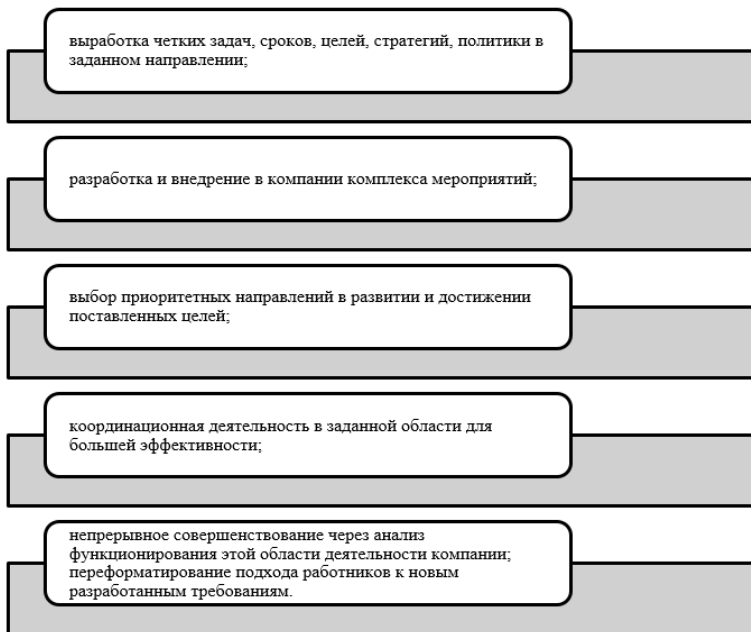 выработка четких задач, сроков, целей, стратегий, политики в
заданном направлении;
разработка и внедрение в компании комплекса мероприятий;
выбор приоритетных направлений в развитии и достижении
поставленных целей;
координационная деятельность в заданной области для
большей эффективности;
непрерывное совершенствование через анализ
функционирования этой области деятельности компании;
переформатирование подхода работников к новым
разработанным требованиям.